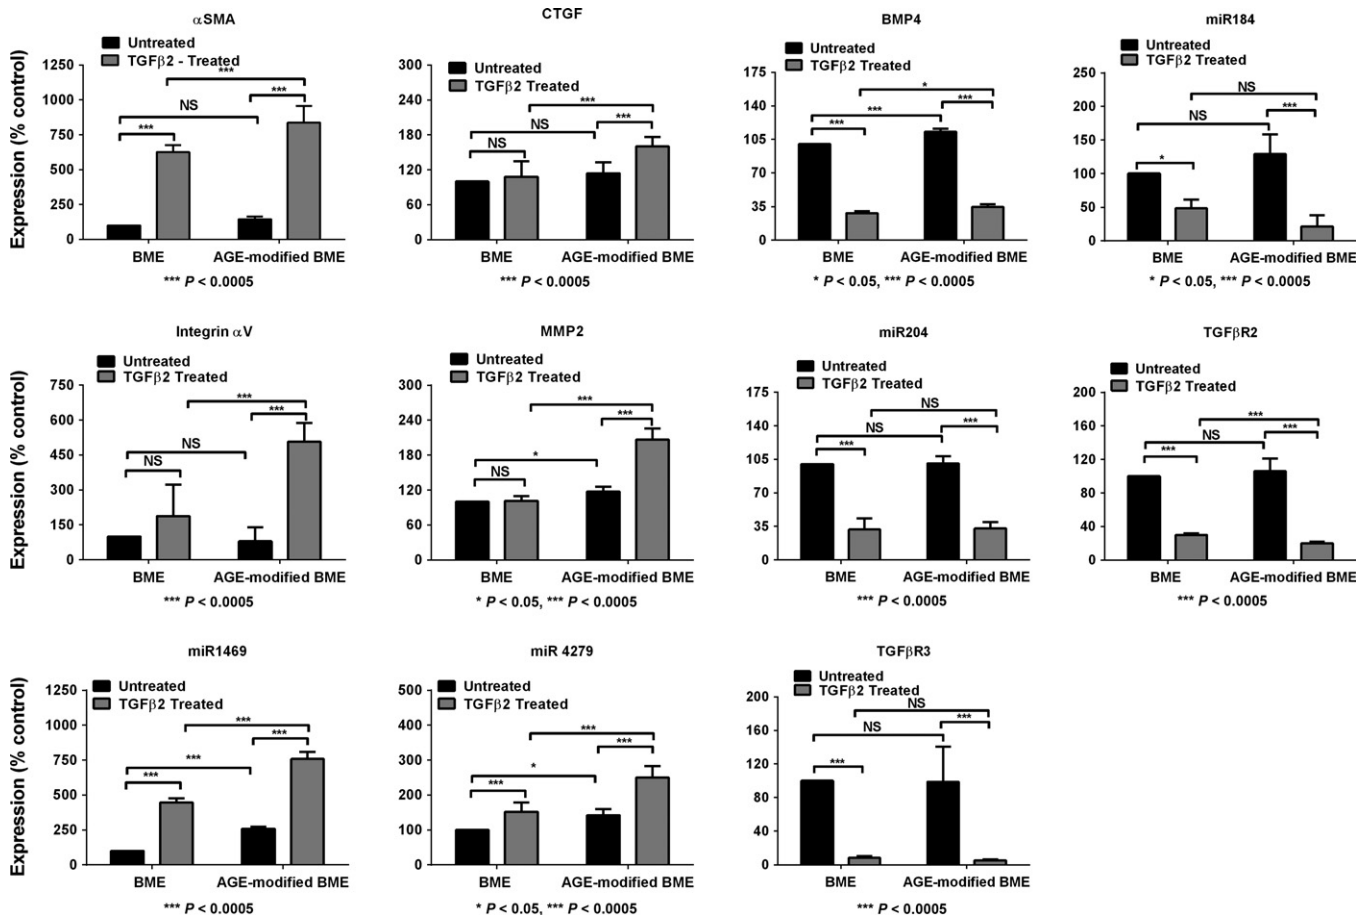 αSMA
Untreated
TGFβ2 - Treated
Expression (% control)
1250
1000
750
500
250
0
***
NS
***
***
BME
AGE-modified BME
*** P < 0.0005
CTGF
Untreated
TGFβ2 Treated
300
240
180
120
60
0
***
NS
***
NS
BME
AGE-modified BME
*** P < 0.0005
BMP4
Untreated
TGFβ2 Treated
175
140
105
70
35
0
*
***
***
***
BME
AGE-modified BME
* P < 0.05, *** P < 0.0005
miR184
Untreated
TGFβ2 Treated
250
200
150
100
50
0
NS
***
NS
*
BME
AGE-modified BME
* P < 0.05, *** P < 0.0005
Integrin αV
Untreated
TGFβ2 Treated
Expression (% control)
750
600
450
300
150
0
***
***
NS
NS
BME
AGE-modified BME
*** P < 0.0005
MMP2
Untreated
TGFβ2 Treated
300
240
180
120
60
0
***
***
*
NS
BME
AGE-modified BME
* P < 0.05, *** P < 0.0005
miR204
Untreated
TGFβ2 Treated
175
140
105
70
35
0
NS
***
NS
***
BME
AGE-modified BME
*** P < 0.0005
TGFβR2
Untreated
TGFβ2 Treated
200
160
120
80
40
0
***
***
NS
***
BME
AGE-modified BME
*** P < 0.0005
miR1469
Untreated
TGFβ2 Treated
Expression (% control)
1250
1000
750
500
250
0
***
***
***
***
BME
AGE-modified BME
*** P < 0.0005
miR 4279
Untreated
TGFβ2 Treated
500
400
300
200
100
0
***
***
*
***
BME
AGE-modified BME
* P < 0.05, *** P < 0.0005
TGFβR3
Untreated
TGFβ2 Treated
200
160
120
80
40
0
NS
***
NS
***
BME
AGE-modified BME
*** P < 0.0005